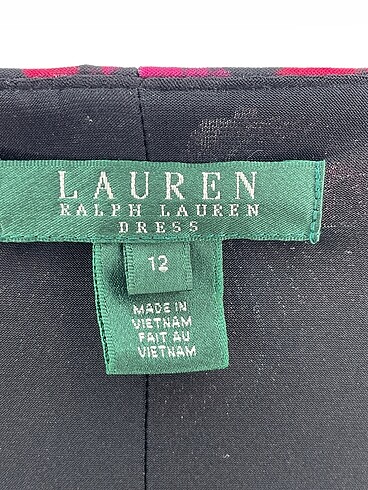 LAUREN
RALPH LAUREN
DRESS
12
MADE IN
VIETNAM
FAIT AU
VIETNAM